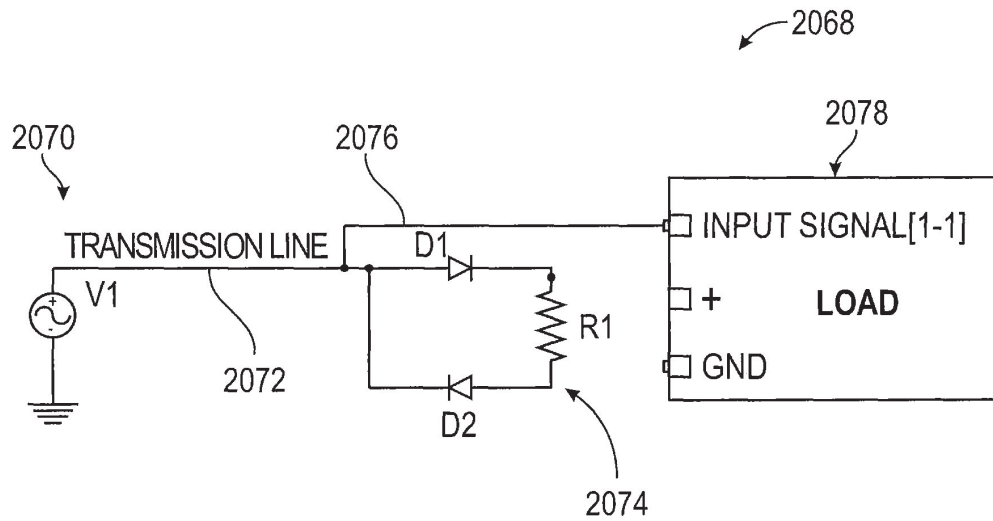 2068
2070
2076
2078
TRANSMISSION LINE
D1
INPUT SIGNAL[1-1]
+
-
V1
+
LOAD
R1
GND
2072
D2
2074